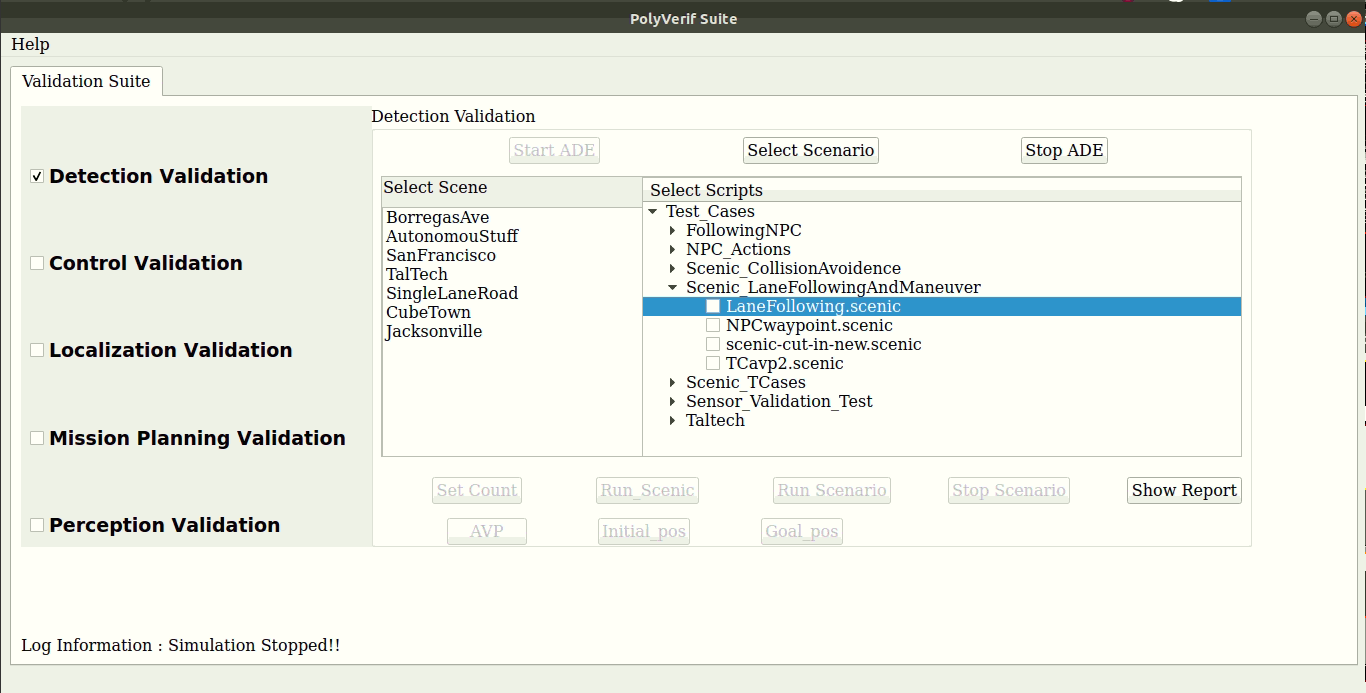 PolyVerif Suite
Help
Validation Suite
Detection Validation
Control Validation
Localization Validation
Mission Planning Validation
Perception Validation
Detection Validation
Start ADE
Select Scenario
Stop ADE
Select Scene
BorregasAve
AutonomouStuff
SanFrancisco
TalTech
SingleLaneRoad
CubeTown
Jacksonville
Select Scripts
Test_Cases
FollowingNPC
NPC_Actions
Scenic_CollisionAvoidence
Scenic_LaneFollowingAndManeuver
LaneFollowing.scenic
NPCwaypoint.scenic
scenic-cut-in-new.scenic
TCavp2.scenic
Scenic_TCases
Sensor_Validation_Test
Taltech
Set Count
Run_Scenic
Run Scenario
Stop Scenario
Show Report
AVP
Initial_pos
Goal_pos
Log Information : Simulation Stopped!!